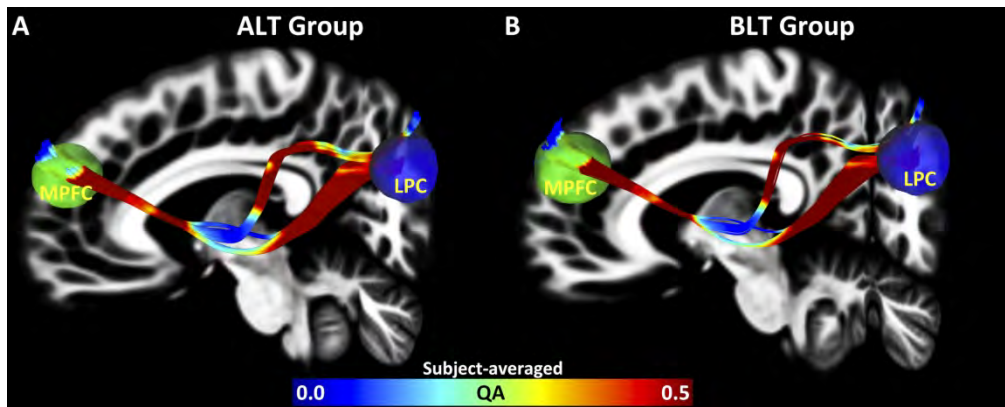 A ALT Group
B BLT Group
MPFC
LPC
MPFC
LPC
Subject-averaged
0.0 QA 0.5